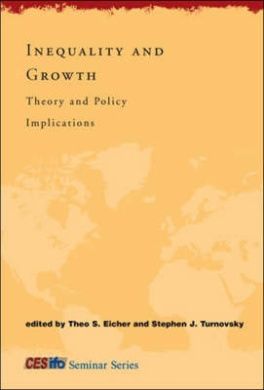 Inequality and
Growth
Theory and Policy
Implications
edited by Theo S. Eicher and Stephen J. Turnovsky
CESifo Seminar Series